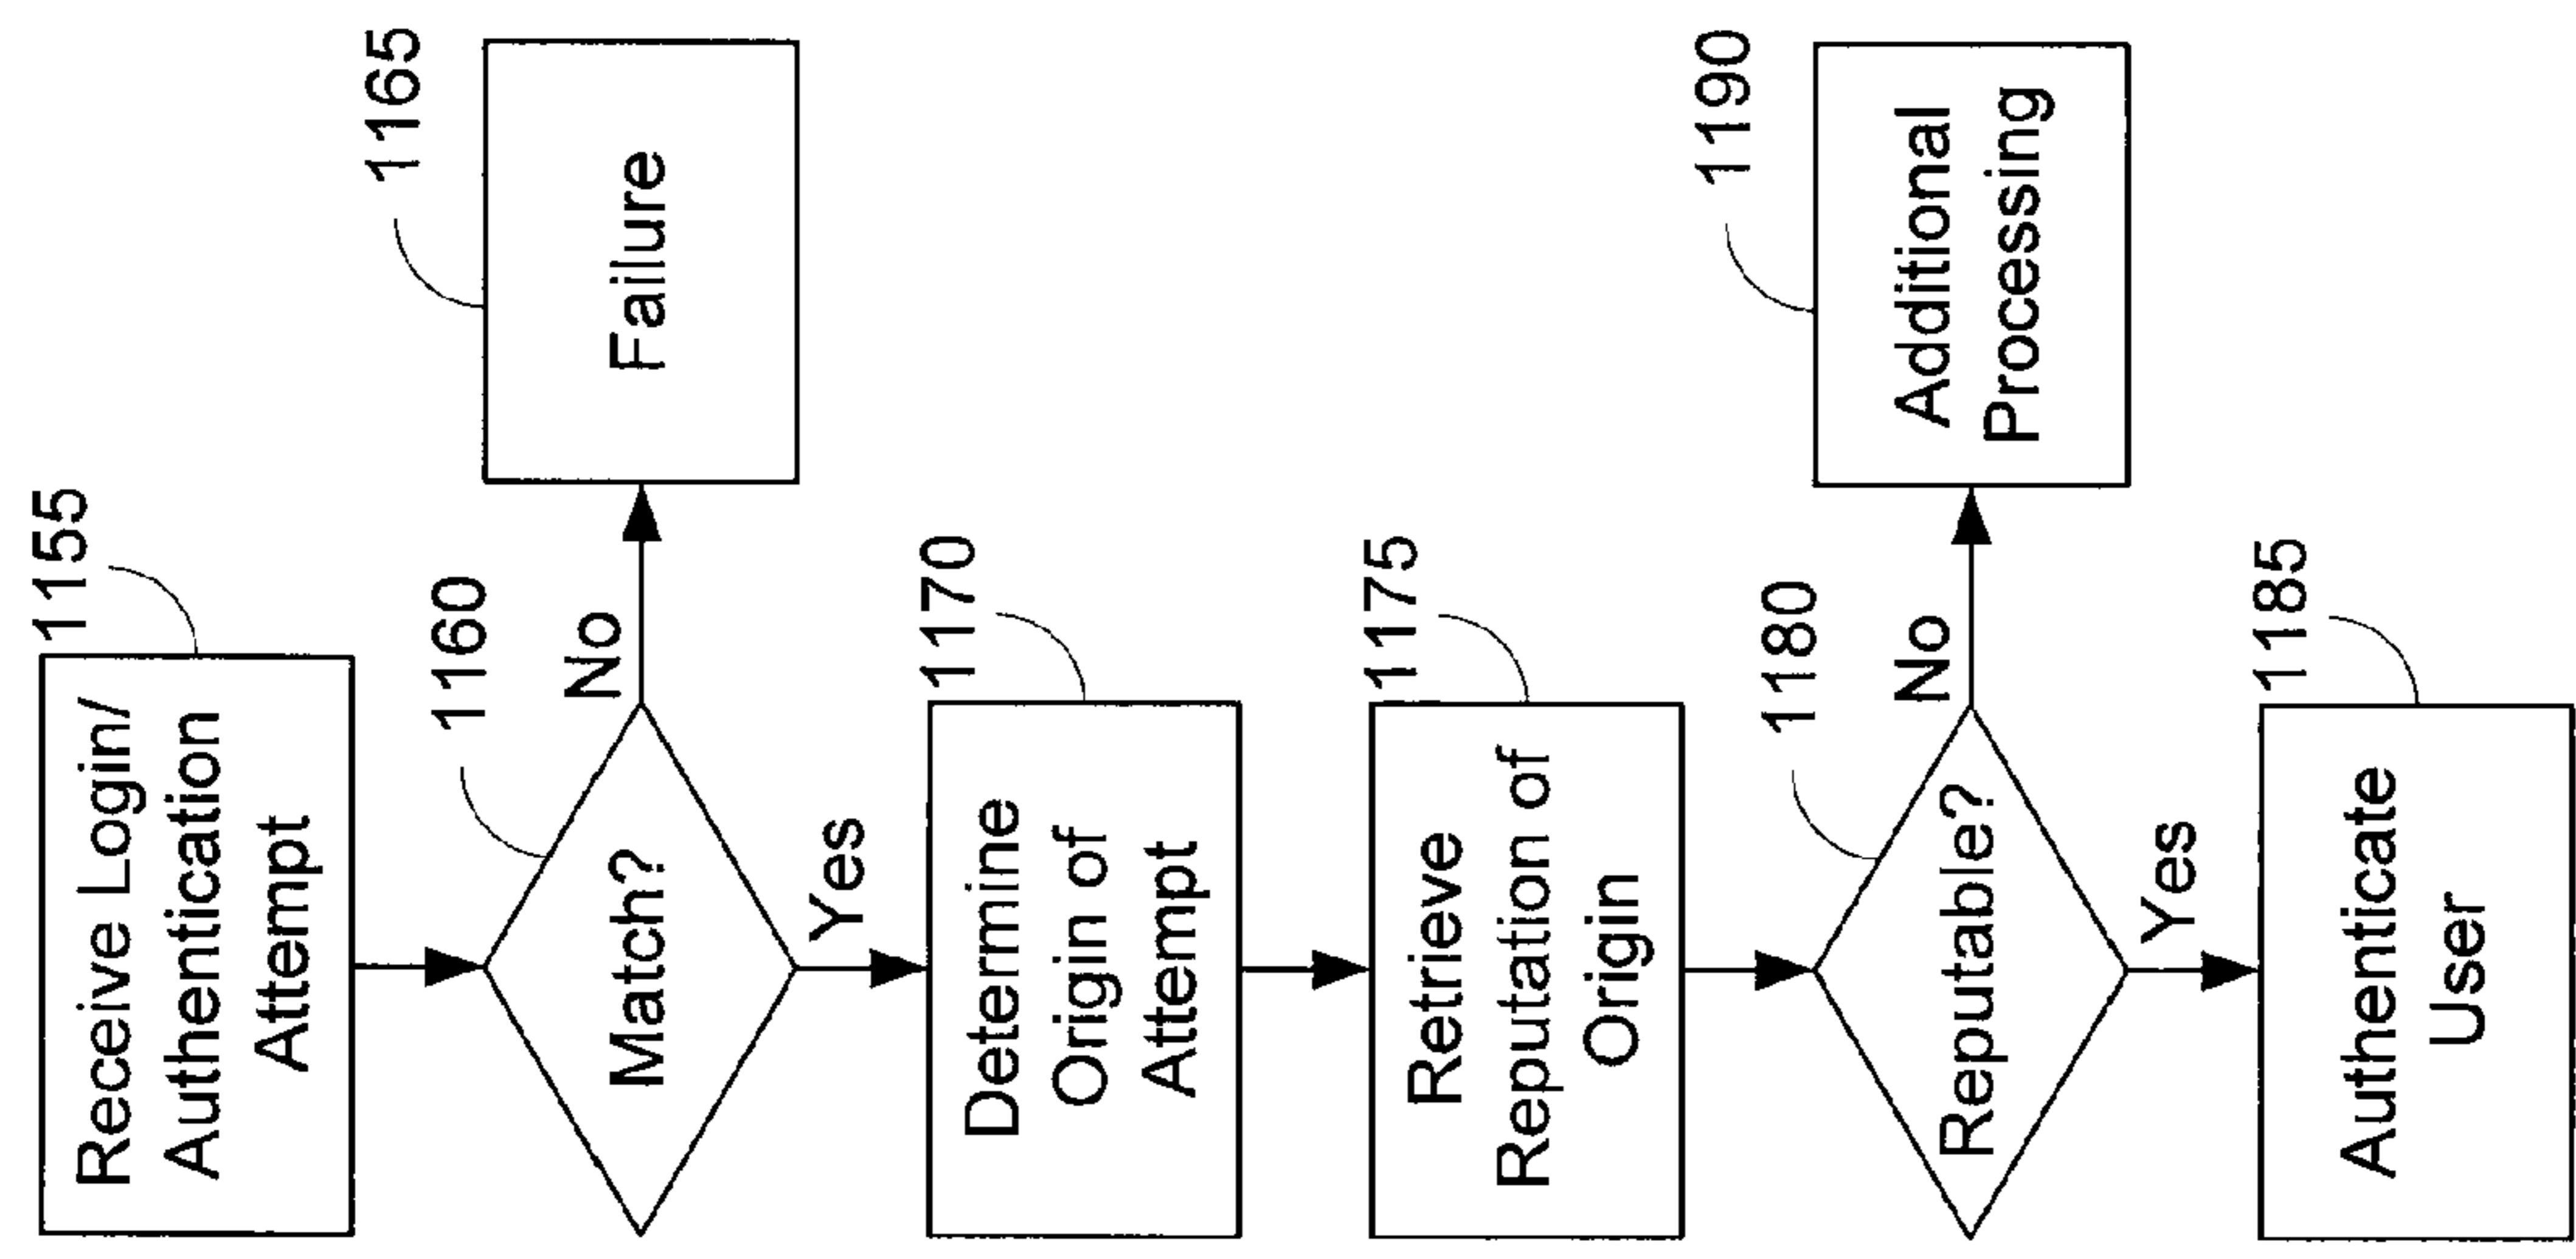 1155
Receive Login/
Authentication
Attempt
1160
Match?
No
1165
Failure
Yes
1170
Determine
Origin of
Attempt
1175
Retrieve
Reputation of
Origin
1180
Reputable?
No
1190
Additional
Processing
Yes
1185
Authenticate
User